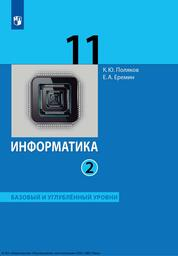 11
К. Ю. Поляков
Е. А. Еремин
ИНФОРМАТИКА
2
БАЗОВЫЙ И УГЛУБЛЁННЫЙ УРОВНИ